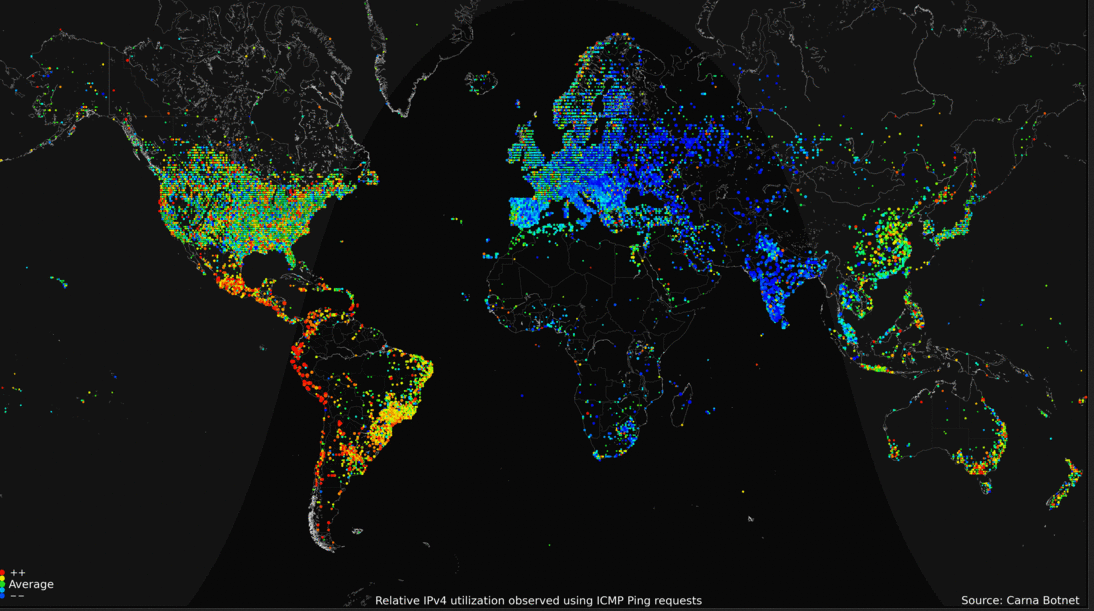 ++
Average
--
Relative IPv4 utilization observed using ICMP Ping requests
Source: Carna Botnet